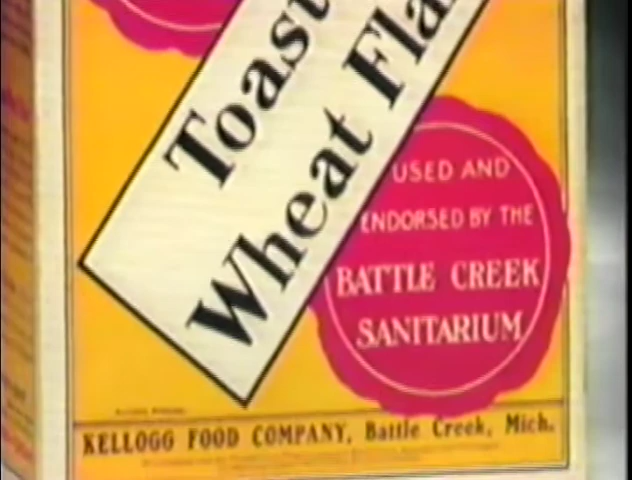 Toast
Wheat Fla
USED AND
ENDORSED BY THE
BATTLE CREEK
SANITARIUM
KELLOGG FOOD COMPANY, Battle Creek, Mich.